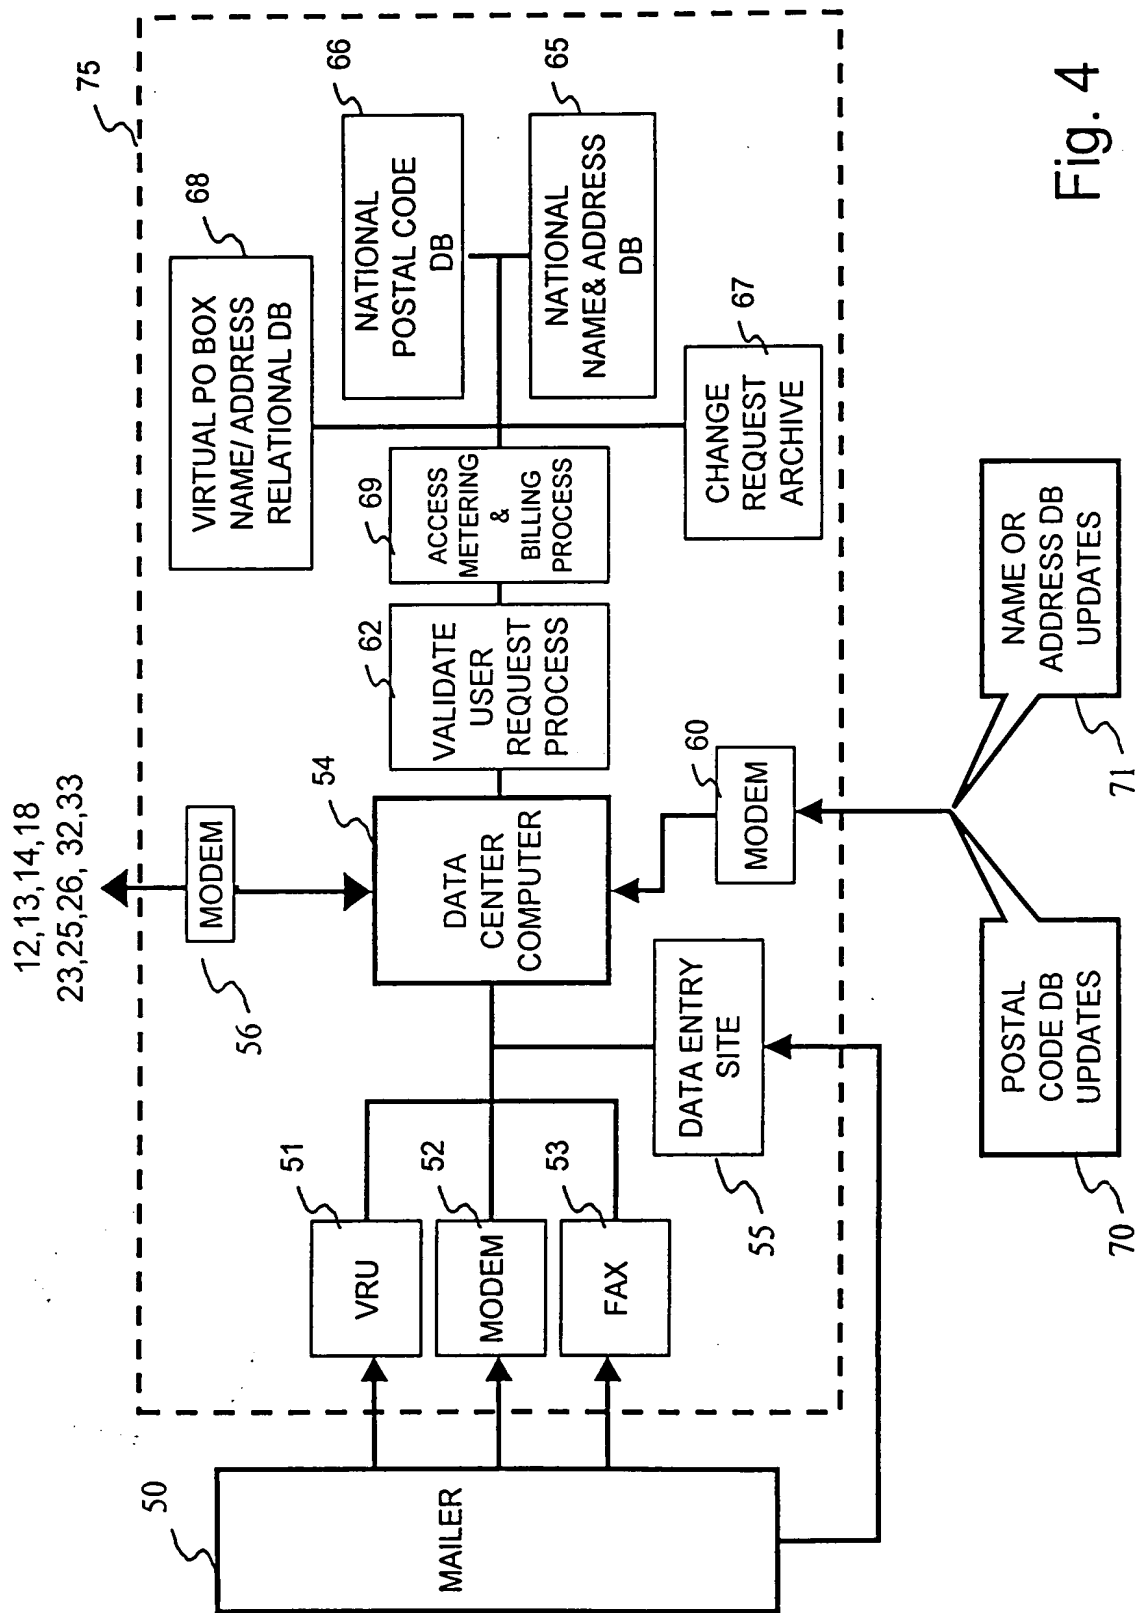 12,13,14,18
23,25,26, 32,33
75
MODEM
56
68
VIRTUAL PO BOX
NAME/ ADDRESS
RELATIONAL DB
66
NATIONAL
POSTAL CODE
DB
65
NATIONAL
NAME& ADDRESS
DB
50
MAILER
51
VRU
52
MODEM
53
FAX
54
DATA
CENTER
COMPUTER
62
VALIDATE
USER
REQUEST
PROCESS
69
ACCESS
METERING
&
BILLING
PROCESS
67
CHANGE
REQUEST
ARCHIVE
55
DATA ENTRY
SITE
60
MODEM
70
POSTAL
CODE DB
UPDATES
71
NAME OR
ADDRESS DB
UPDATES
Fig. 4